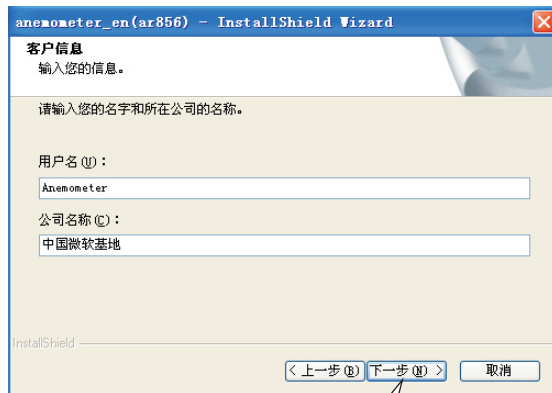 anemometer_en(ar856) - InstallShield Wizard
客户信息
输入您的信息。
请输入您的名字和所在公司的名称。
用户名(U)：
Anemometer
公司名称(C)：
中国微软基地
InstallShield
< 上一步(B) 下一步(N) > 取消